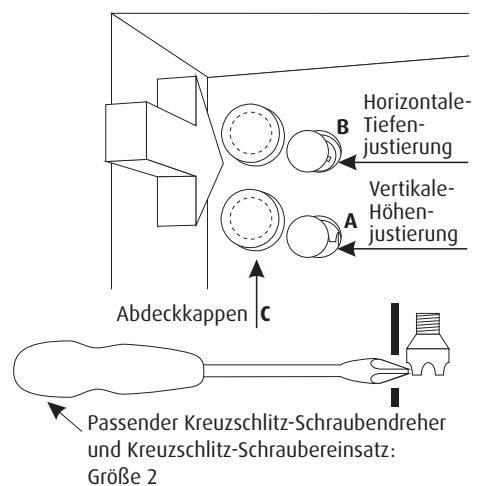 Horizontale-
Tiefen-
justierung
B
Vertikale-
Höhen-
justierung
A
Abdeckkappen C
Passender Kreuzschlitz-Schraubendreher
und Kreuzschlitz-Schraubereinsatz:
Größe 2